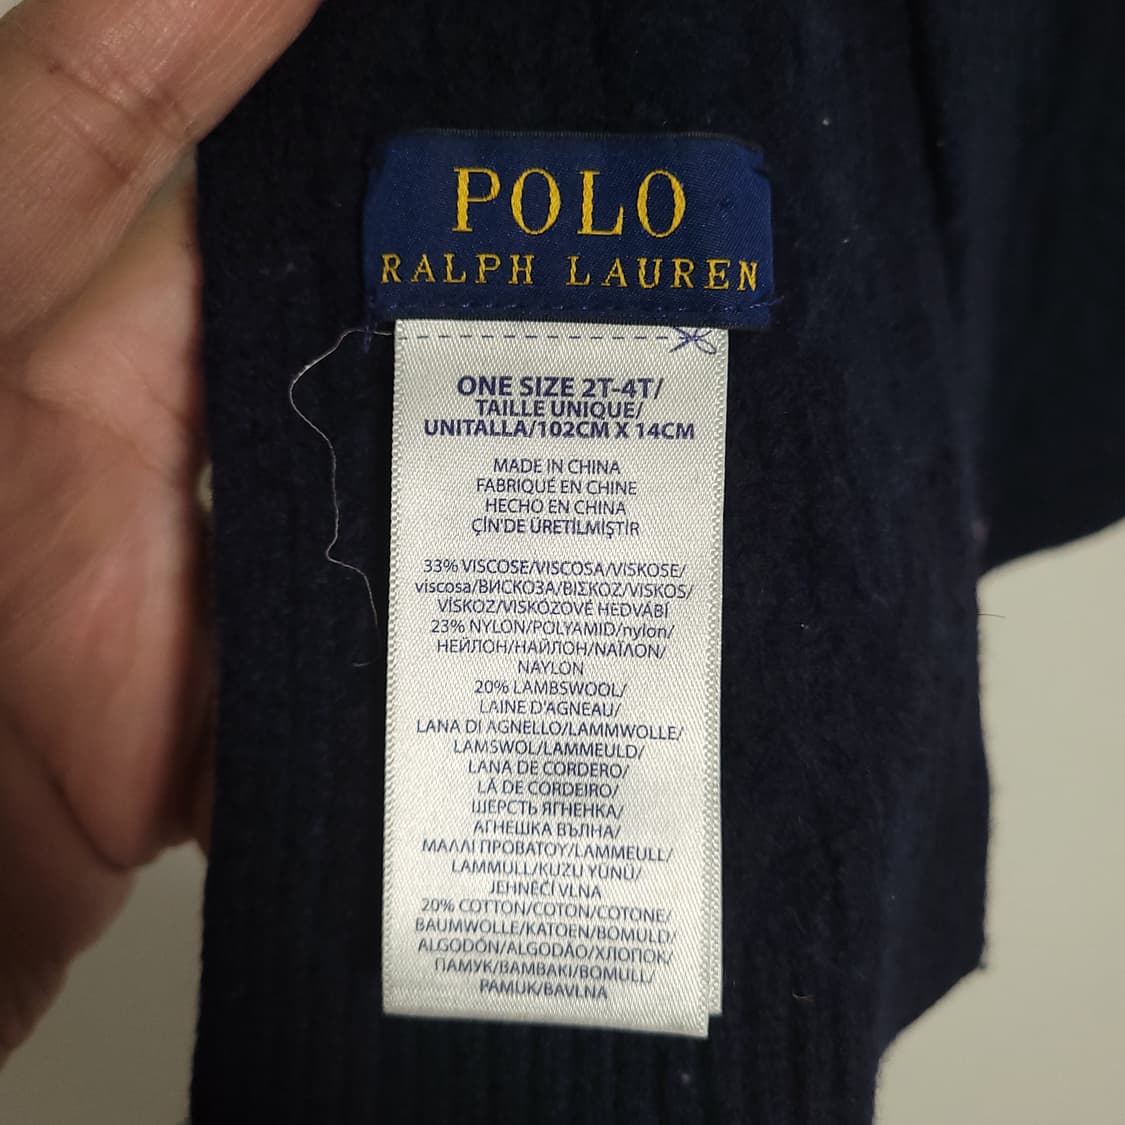 POLO
RALPH LAUREN
ONE SIZE 2T-4T/
TAILLE UNIQUE/
UNITALLA/102CM X 14CM
MADE IN CHINA
FABRIQUÉ EN CHINE
HECHO EN CHINA
ÇİN'DE ÜRETİLMİŞTİR
33% VISCOSE/VISCOSA/VISKOSE/
viscosa/ВИСКОЗА/ΒΙΣΚΟΖ/VISKOS/
VİSKOZ/VISKÓZOVÉ HEDVÁBÍ
23% NYLON/POLYAMID/nylon/
НЕЙЛОН/НАЙЛОН/ΝΑΪΛΟΝ/
NAYLON
20% LAMBSWOOL/
LAINE D'AGNEAU/
LANA DI AGNELLO/LAMMWOLLE/
LAMSWOL/LAMMEULD/
LANA DE CORDERO/
LÃ DE CORDEIRO/
ШЕРСТЬ ЯГНЕНКА/
АГНЕШКА ВЪЛНА/
ΜΑΛΛΙ ΠΡΟΒΑΤΟΥ/LAMMEULL/
LAMMULL/KUZU YÜNÜ/
JEHNĚČÍ VLNA
20% COTTON/COTON/COTONE/
BAUMWOLLE/KATOEN/BOMULD/
ALGODÓN/ALGODÃO/ХЛОПОК/
ПАМУК/ΒΑΜΒΑΚΙ/BOMULL/
PAMUK/BAVLNA